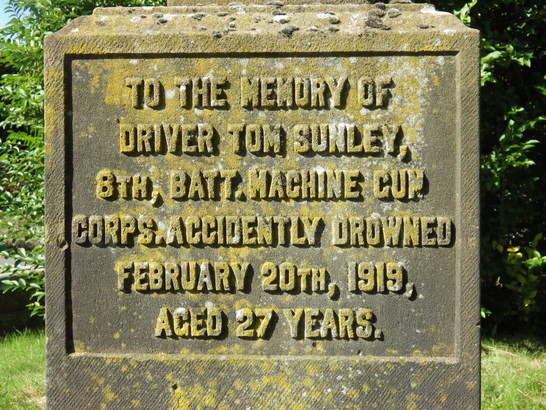 TO THE MEMORY OF
DRIVER TOM SUNLEY,
8TH, BATT. MACHINE GUN
CORPS. ACCIDENTLY DROWNED
FEBRUARY 20TH, 1919,
AGED 27 YEARS.